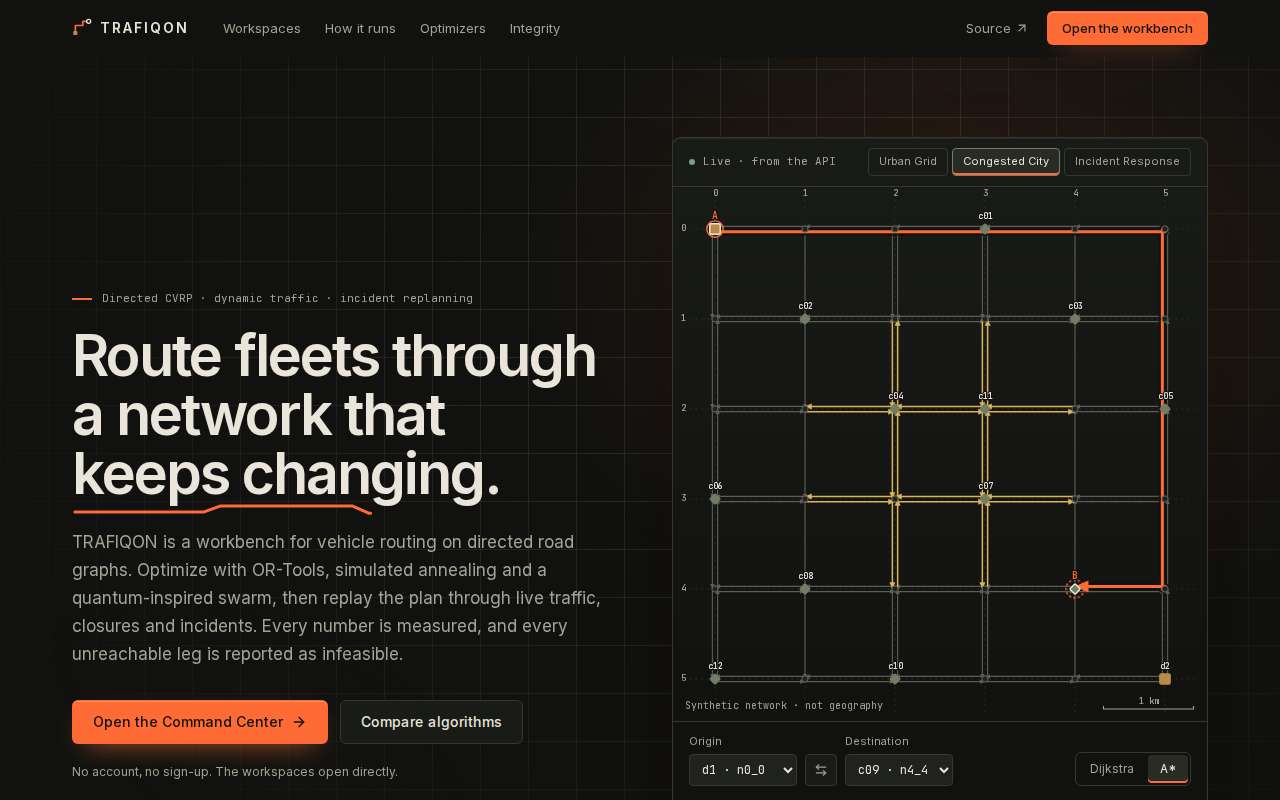 TRAFIQON
Workspaces
How it runs
Optimizers
Integrity
Source
Open the workbench
Directed CVRP · dynamic traffic · incident replanning
Route fleets through
a network that
keeps changing.
TRAFIQON is a workbench for vehicle routing on directed road
graphs. Optimize with OR-Tools, simulated annealing and a
quantum-inspired swarm, then replay the plan through live traffic,
closures and incidents. Every number is measured, and every
unreachable leg is reported as infeasible.
Open the Command Center
Compare algorithms
No account, no sign-up. The workspaces open directly.
Live · from the API
Urban Grid
Congested City
Incident Response
0 1 2 3 4 5
A
c01
0
c02
c03
1
c04
c11
c05
2
c06
c07
3
c08
B
4
c12
c10
d2
5
Synthetic network · not geography
1 km
Origin
Destination
d1 · n0_0
c09 · n4_4
Dijkstra
A*